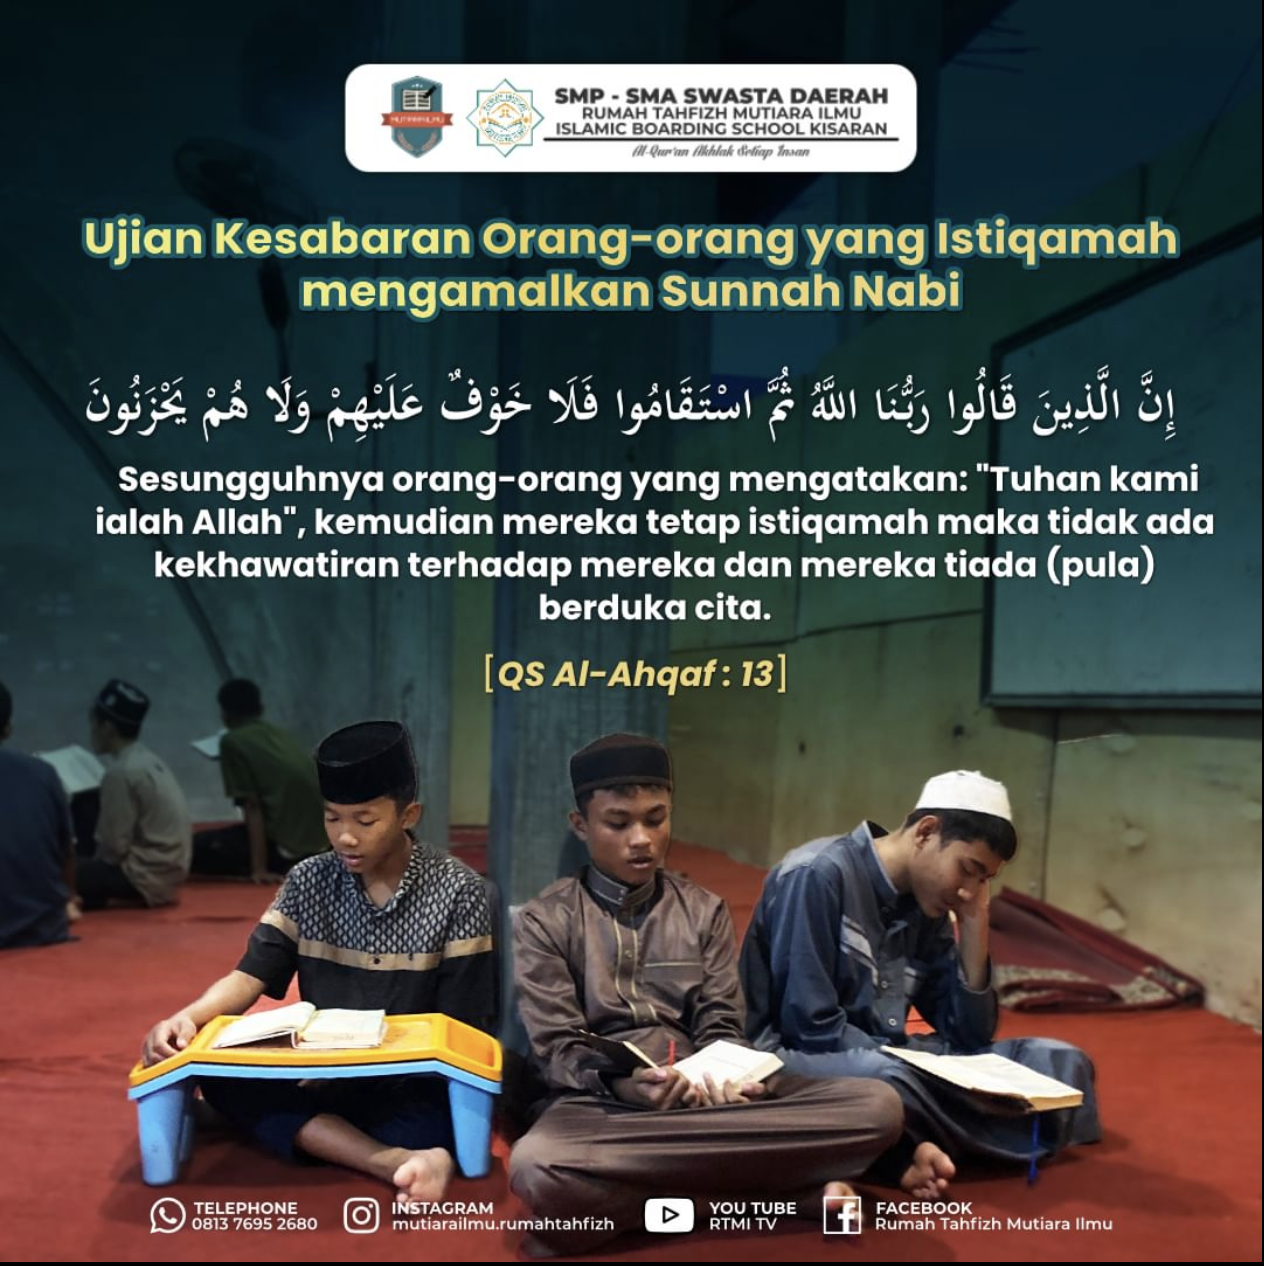 MUTIARA ILMU
SMP - SMA SWASTA DAERAH
RUMAH TAHFIZH MUTIARA ILMU
ISLAMIC BOARDING SCHOOL KISARAN
Al-Qur'an Akhlak Setiap Insan
Ujian Kesabaran Orang-orang yang Istiqamah
mengamalkan Sunnah Nabi
إِنَّ الَّذِينَ قَالُوا رَبُّنَا اللَّهُ ثُمَّ اسْتَقَامُوا فَلَا خَوْفٌ عَلَيْهِمْ وَلَا هُمْ يَحْزَنُونَ
Sesungguhnya orang-orang yang mengatakan: "Tuhan kami
ialah Allah", kemudian mereka tetap istiqamah maka tidak ada
kekhawatiran terhadap mereka dan mereka tiada (pula)
berduka cita.
[QS Al-Ahqaf : 13]
TELEPHONE
0813 7695 2680
INSTAGRAM
mutiarailmu.rumahtahfizh
YOU TUBE
RTMI TV
FACEBOOK
Rumah Tahfizh Mutiara Ilmu